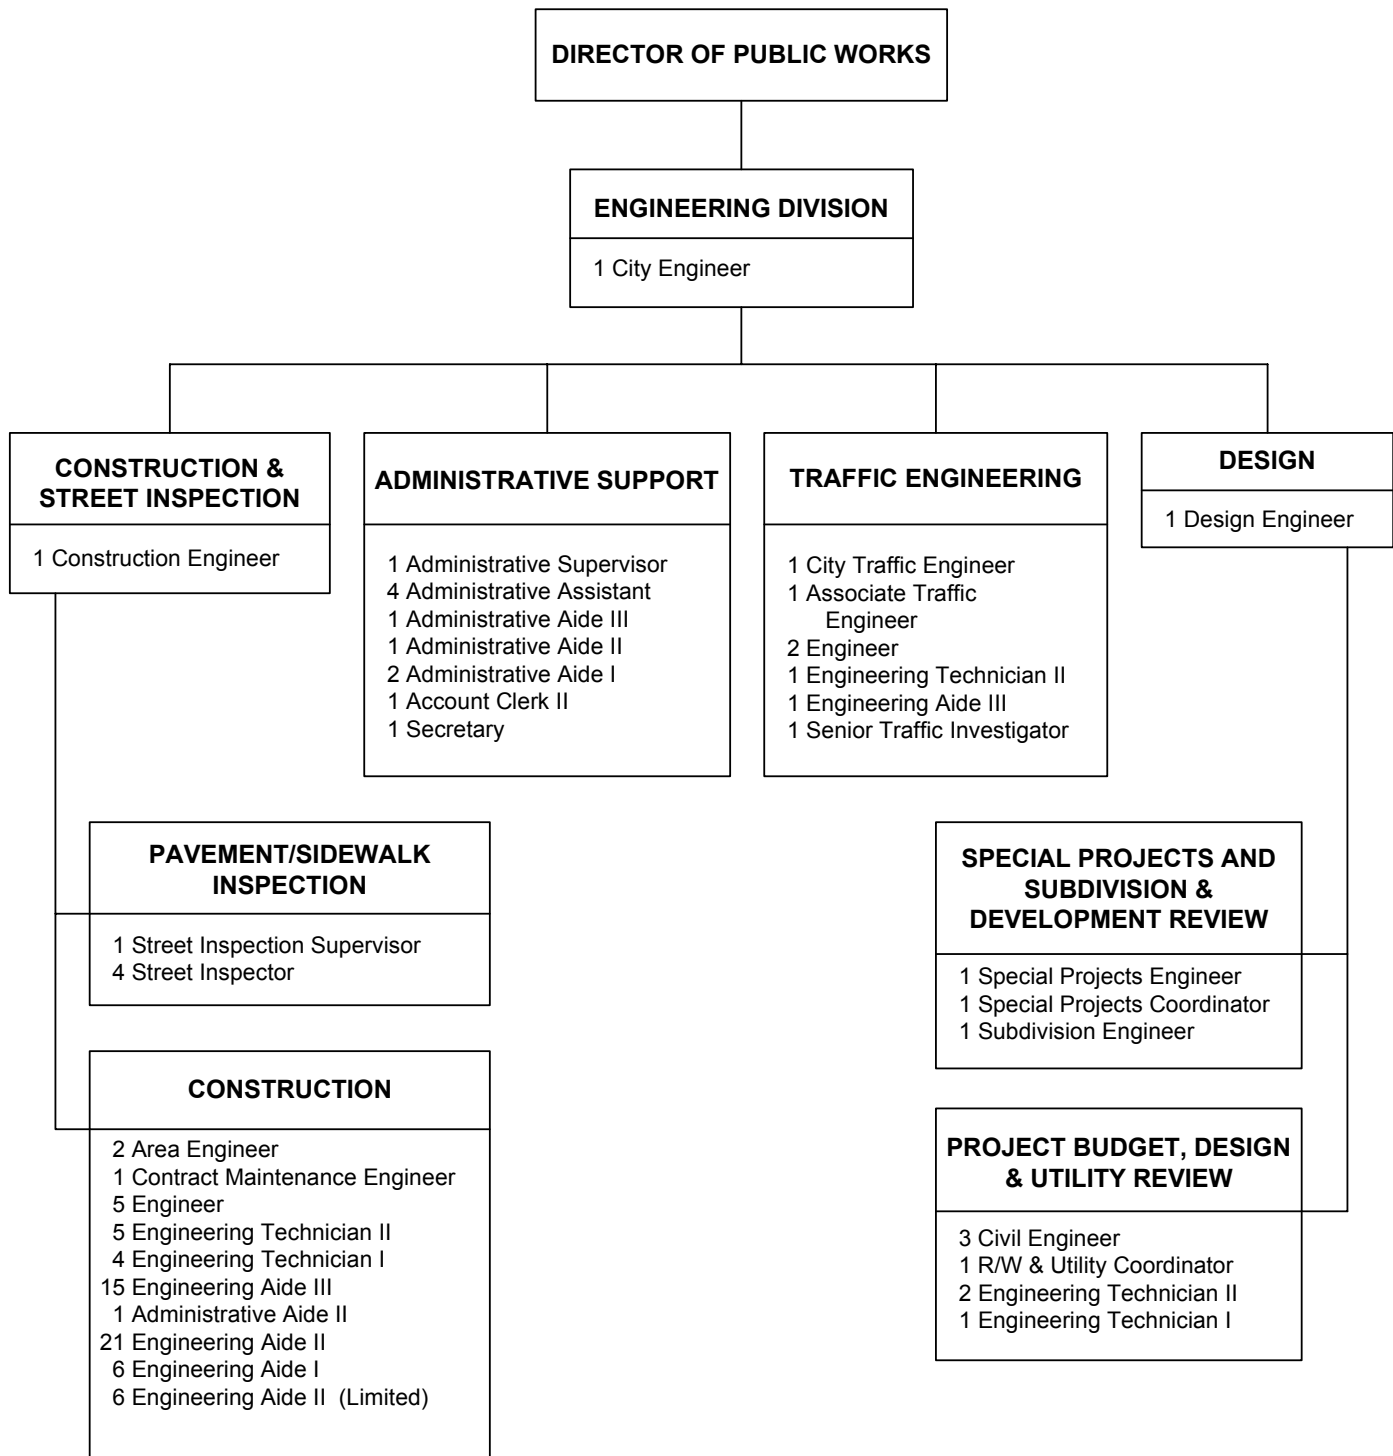 DIRECTOR OF PUBLIC WORKS
ENGINEERING DIVISION
1 City Engineer
CONSTRUCTION &
STREET INSPECTION
1 Construction Engineer
ADMINISTRATIVE SUPPORT
1 Administrative Supervisor
4 Administrative Assistant
1 Administrative Aide III
1 Administrative Aide II
2 Administrative Aide I
1 Account Clerk II
1 Secretary
TRAFFIC ENGINEERING
1 City Traffic Engineer
1 Associate Traffic
Engineer
2 Engineer
1 Engineering Technician II
1 Engineering Aide III
1 Senior Traffic Investigator
DESIGN
1 Design Engineer
PAVEMENT/SIDEWALK
INSPECTION
1 Street Inspection Supervisor
4 Street Inspector
CONSTRUCTION
2 Area Engineer
1 Contract Maintenance Engineer
5 Engineer
5 Engineering Technician II
4 Engineering Technician I
15 Engineering Aide III
1 Administrative Aide II
21 Engineering Aide II
6 Engineering Aide I
6 Engineering Aide II (Limited)
SPECIAL PROJECTS AND
SUBDIVISION &
DEVELOPMENT REVIEW
1 Special Projects Engineer
1 Special Projects Coordinator
1 Subdivision Engineer
PROJECT BUDGET, DESIGN
& UTILITY REVIEW
3 Civil Engineer
1 R/W & Utility Coordinator
2 Engineering Technician II
1 Engineering Technician I